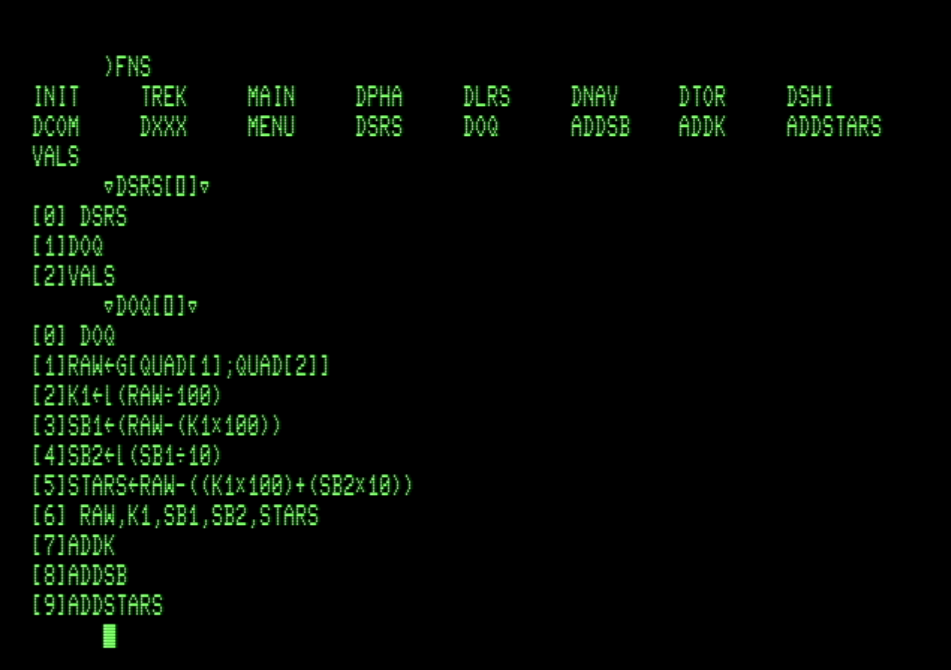 )FNS
INIT TREK MAIN DPHA DLRS DNAV DTOR DSHI
DCOM DXXX MENU DSRS DOQ ADDSB ADDK ADDSTARS
VALS
∇DSRS[⎕]∇
[0] DSRS
[1]DOQ
[2]VALS
∇DOQ[⎕]∇
[0] DOQ
[1]RAW←G[QUAD[1];QUAD[2]]
[2]K1←⌊(RAW÷100)
[3]SB1←(RAW-(K1×100))
[4]SB2←⌊(SB1÷10)
[5]STARS←RAW-((K1×100)+(SB2×10))
[6] RAW,K1,SB1,SB2,STARS
[7]ADDK
[8]ADDSB
[9]ADDSTARS